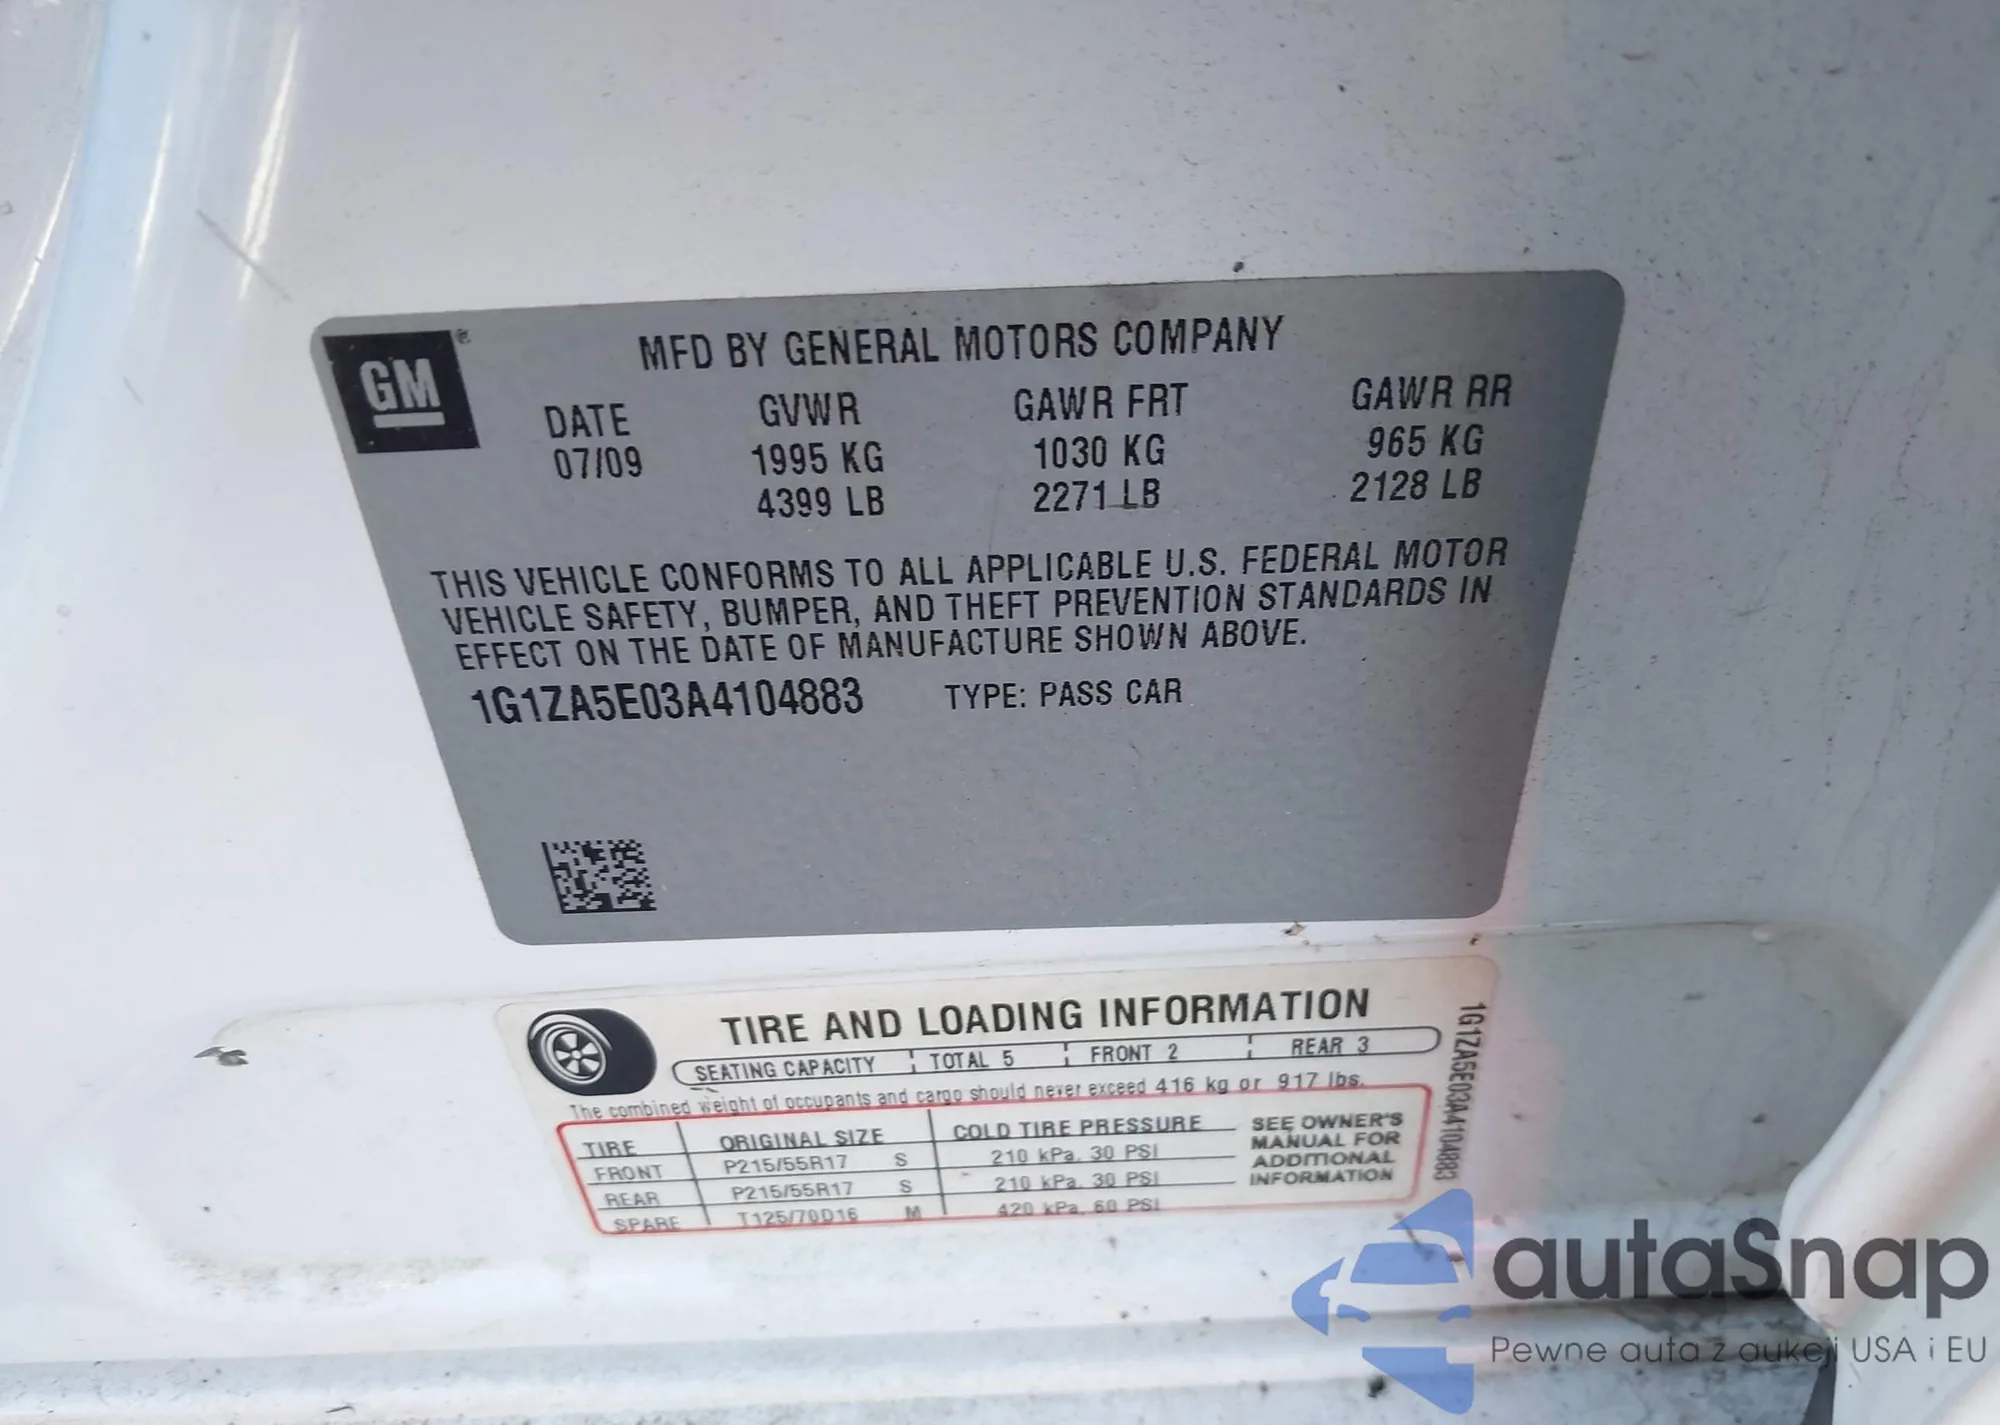 GM®
MFD BY GENERAL MOTORS COMPANY
DATE GVWR GAWR FRT GAWR RR
07/09 1995 KG 1030 KG 965 KG
4399 LB 2271 LB 2128 LB
THIS VEHICLE CONFORMS TO ALL APPLICABLE U.S. FEDERAL MOTOR
VEHICLE SAFETY, BUMPER, AND THEFT PREVENTION STANDARDS IN
EFFECT ON THE DATE OF MANUFACTURE SHOWN ABOVE.
1G1ZA5E03A4104883 TYPE: PASS CAR
TIRE AND LOADING INFORMATION
SEATING CAPACITY TOTAL 5 FRONT 2 REAR 3
The combined weight of occupants and cargo should never exceed 416 kg or 917 lbs.
TIRE ORIGINAL SIZE COLD TIRE PRESSURE
FRONT P215/55R17 S 210 kPa, 30 PSI
REAR P215/55R17 S 210 kPa, 30 PSI
SPARE T125/70D16 M 420 kPa, 60 PSI
SEE OWNER'S
MANUAL FOR
ADDITIONAL
INFORMATION
1G1ZA5E03A4104883
autaSnap
Pewne auta z aukcji USA i EU